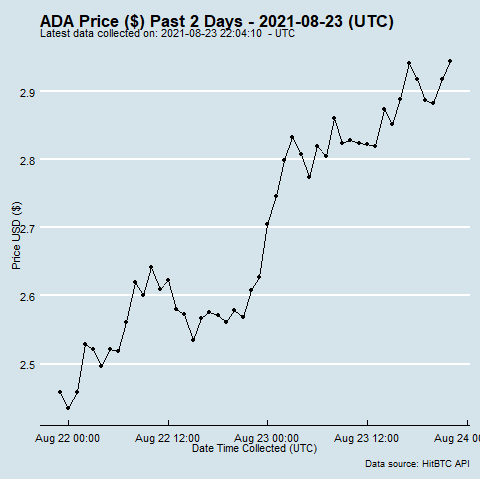 ADA Price ($) Past 2 Days - 2021-08-23 (UTC)
Latest data collected on: 2021-08-23 22:04:10 - UTC
Price USD ($)
2.9
2.8
2.7
2.6
2.5
Aug 22 00:00 Aug 22 12:00 Aug 23 00:00 Aug 23 12:00 Aug 24 00
Date Time Collected (UTC)
Data source: HitBTC API